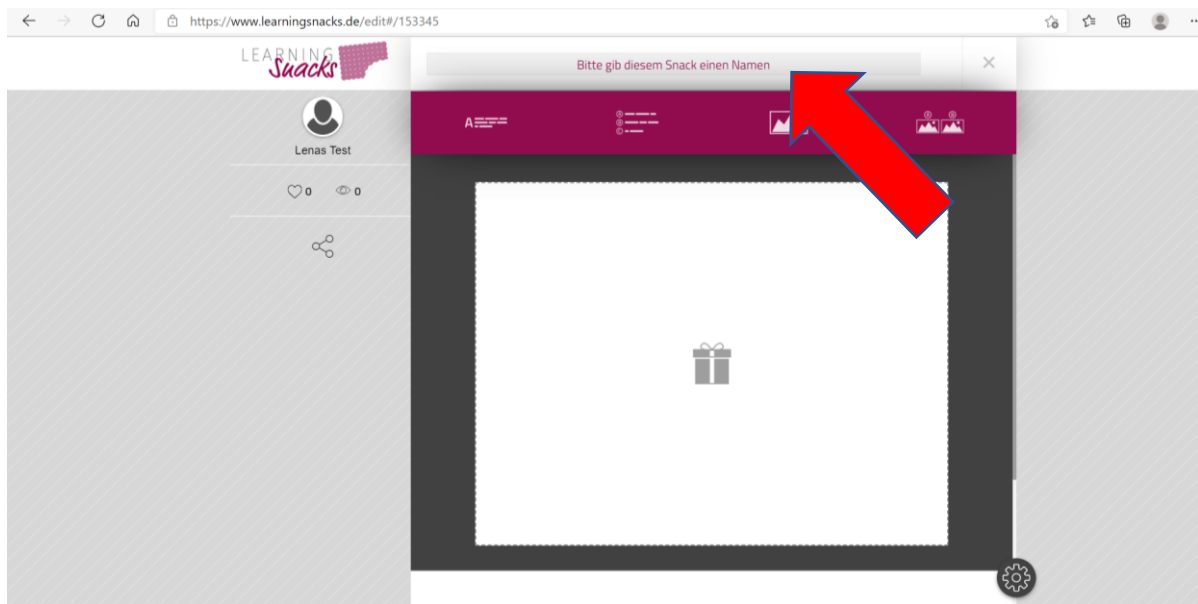 https://www.learningsnacks.de/edit#/153345
LEARNING
Snacks
Bitte gib diesem Snack einen Namen
A
Lenas Test
0 0